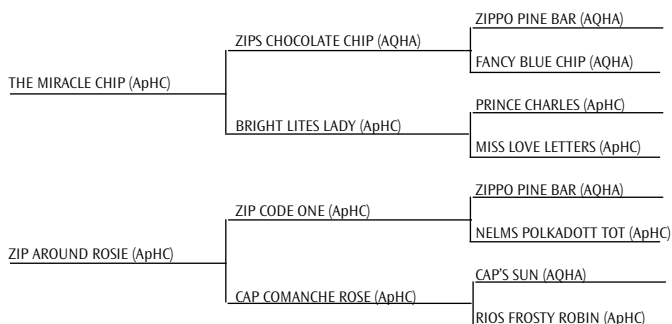 ZIPPO PINE BAR (AQHA)
ZIPS CHOCOLATE CHIP (AQHA)
FANCY BLUE CHIP (AQHA)
THE MIRACLE CHIP (ApHC)
PRINCE CHARLES (ApHC)
BRIGHT LITES LADY (ApHC)
MISS LOVE LETTERS (ApHC)
ZIPPO PINE BAR (AQHA)
ZIP CODE ONE (ApHC)
NELMS POLKADOTT TOT (ApHC)
ZIP AROUND ROSIE (ApHC)
CAP'S SUN (AQHA)
CAP COMANCHE ROSE (ApHC)
RIOS FROSTY ROBIN (ApHC)